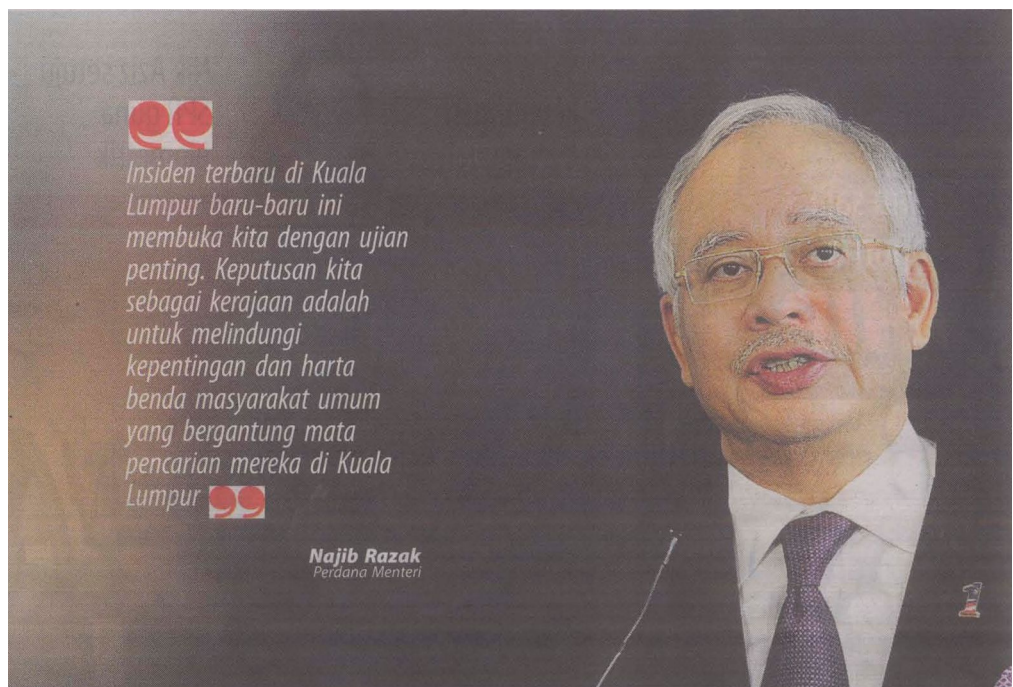 Insiden terbaru di Kuala
Lumpur baru-baru ini
membuka kita dengan ujian
penting. Keputusan kita
sebagai kerajaan adalah
untuk melindungi
kepentingan dan harta
benda masyarakat umum
yang bergantung mata
pencarian mereka di Kuala
Lumpur
Najib Razak
Perdana Menteri
1